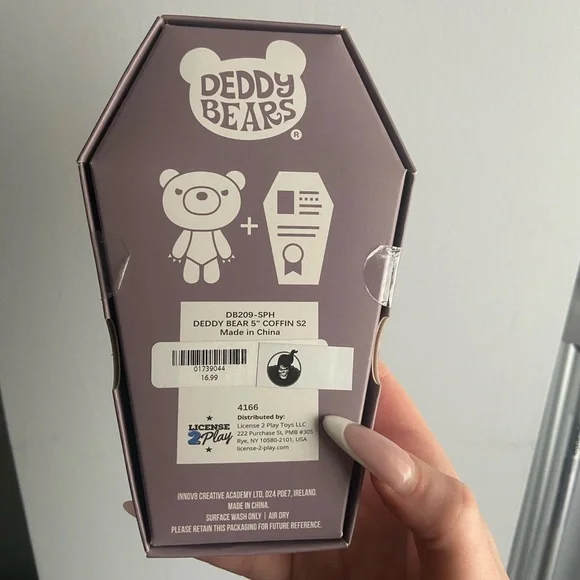 DEDDY
BEARS
®
+
DB209-SPH
DEDDY BEAR 5" COFFIN S2
Made in China
01739044
16.99
4166
Distributed by:
License 2 Play Toys LLC
222 Purchase St, PMB #305
Rye, NY 10580-2101, USA
license-2-play.com
LICENSE
2Play
INNOV8 CREATIVE ACADEMY LTD, D24 PDE7, IRELAND.
MADE IN CHINA.
SURFACE WASH ONLY | AIR DRY
PLEASE RETAIN THIS PACKAGING FOR FUTURE REFERENCE.